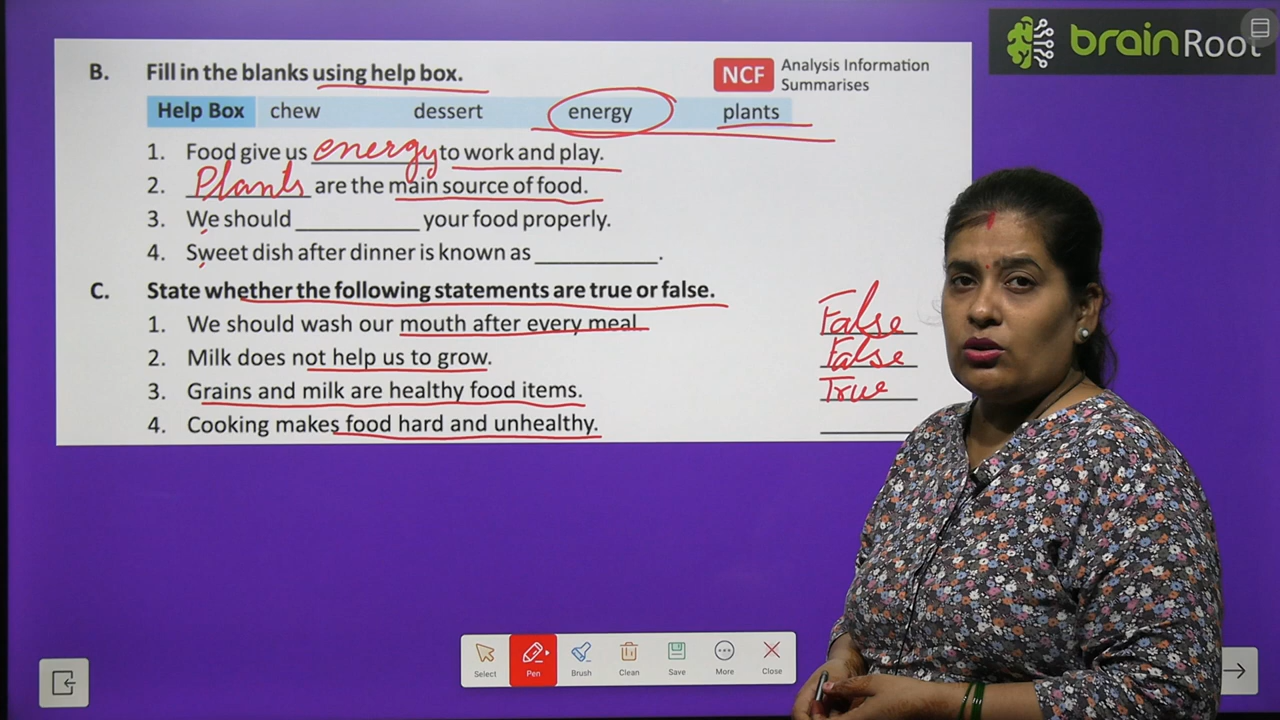 brainRoot
B. Fill in the blanks using help box.
NCF Analysis Information
Summarises
Help Box chew dessert energy plants
1. Food give us energy to work and play.
2. Plants are the main source of food.
3. We should __________ your food properly.
4. Sweet dish after dinner is known as __________.
C. State whether the following statements are true or false.
1. We should wash our mouth after every meal. False
2. Milk does not help us to grow. False
3. Grains and milk are healthy food items. True
4. Cooking makes food hard and unhealthy.
Select Pen Brush Clean Save More Close